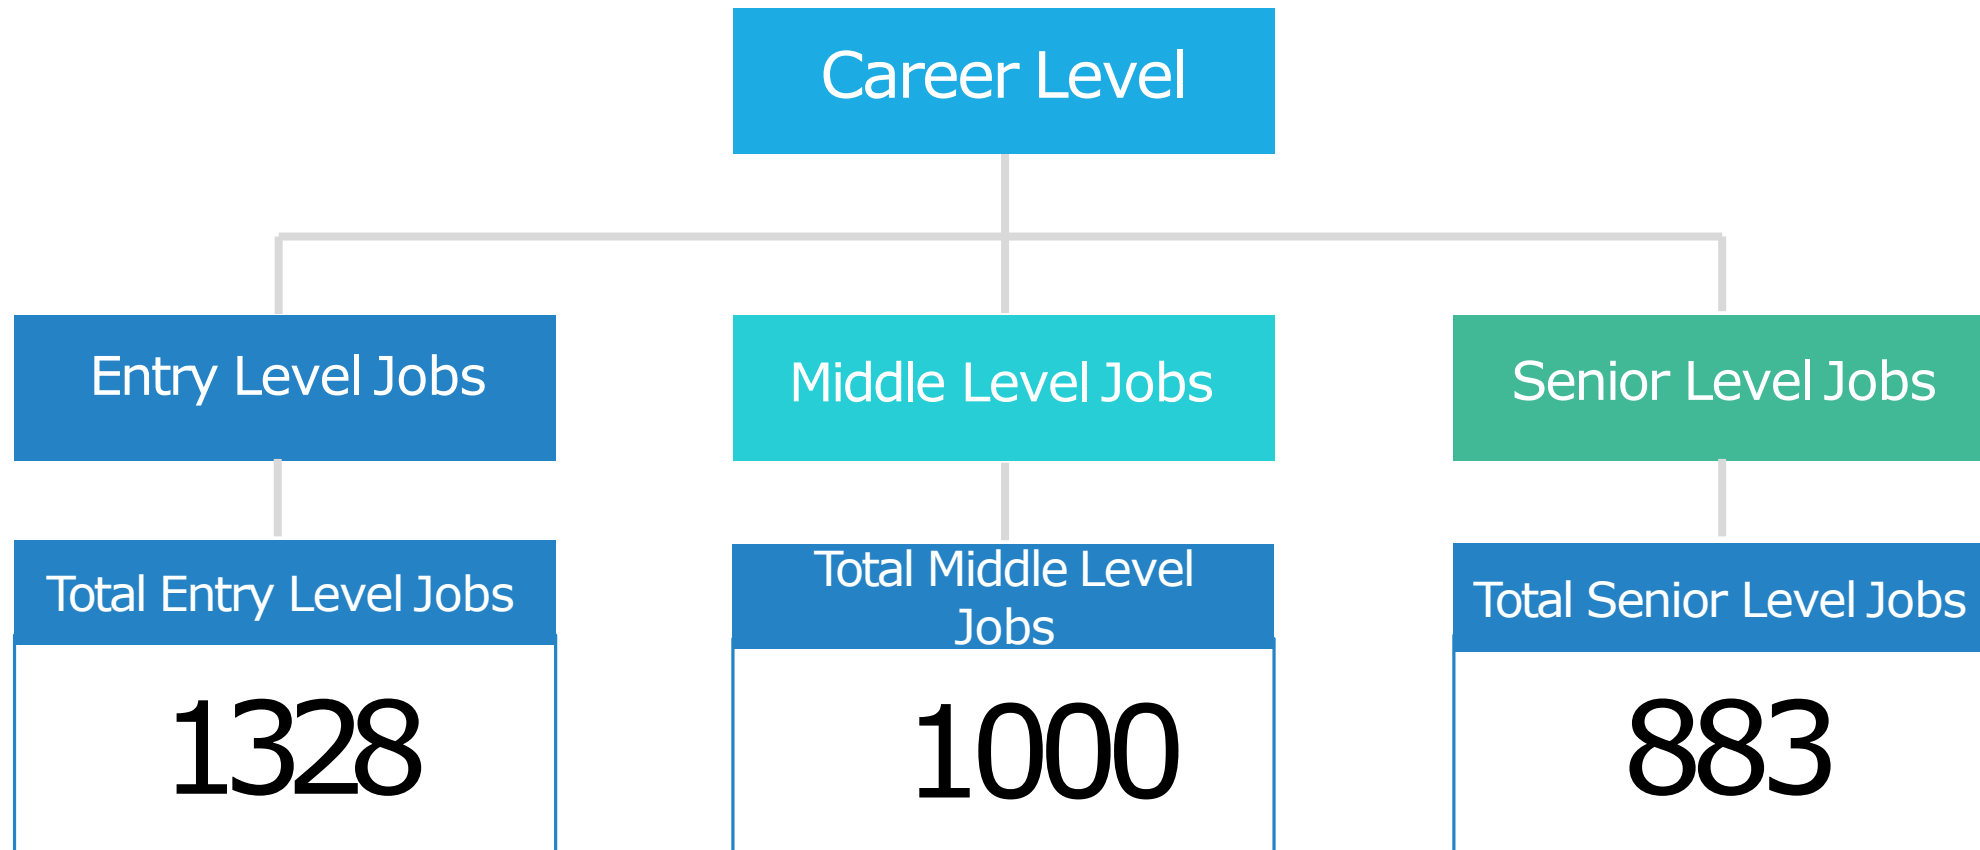 Career Level
Entry Level Jobs
Middle Level Jobs
Senior Level Jobs
Total Entry Level Jobs
Total Middle Level
Jobs
Total Senior Level Jobs
1328
1000
883